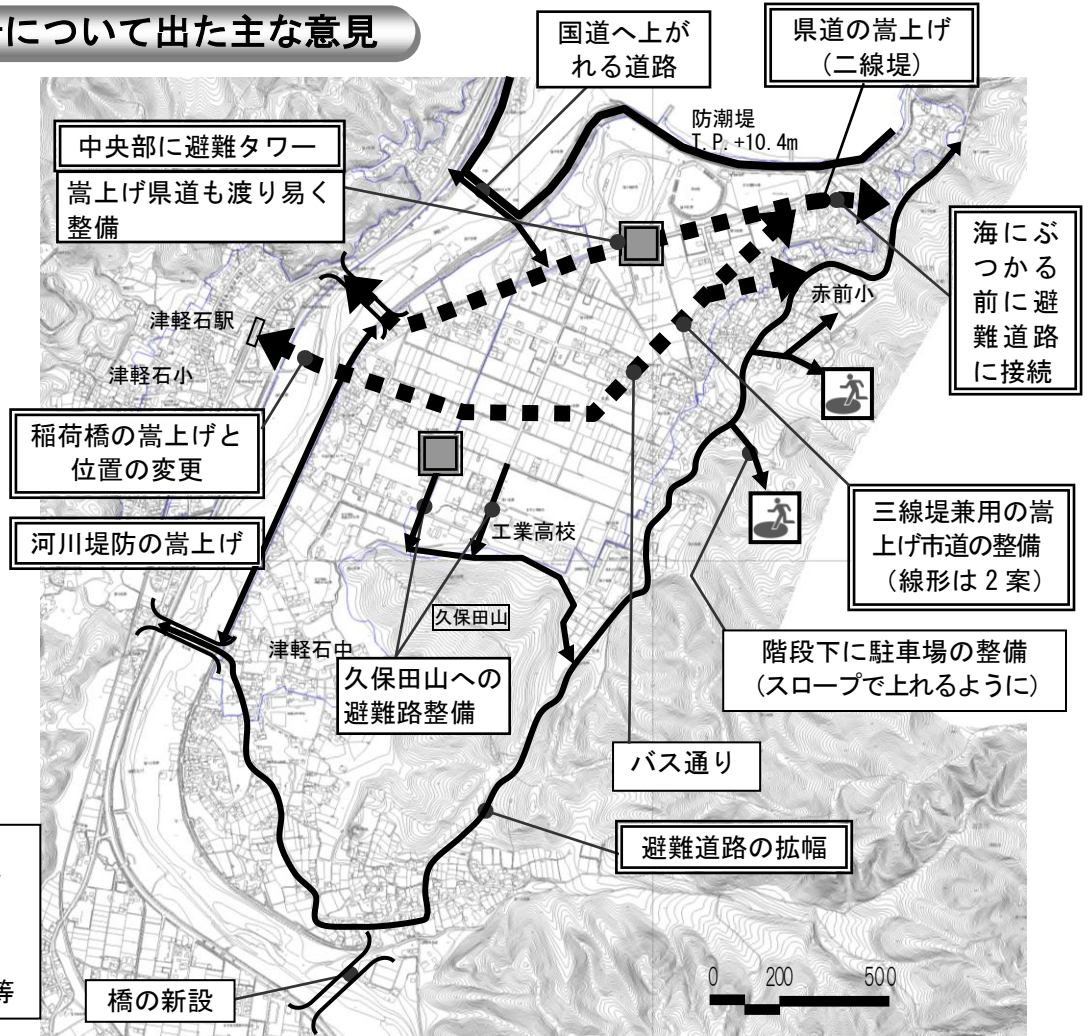 について出た主な意見
国道へ上が
れる道路
県道の嵩上げ
(二線堤)
防潮堤
T.P.+10.4m
中央部に避難タワー
嵩上げ県道も渡り易く
整備
海にぶ
つかる
前に避
難道路
に接続
赤前小
津軽石駅
津軽石小
稲荷橋の嵩上げと
位置の変更
河川堤防の嵩上げ
工業高校
三線堤兼用の嵩
上げ市道の整備
(線形は2案)
久保田山
津軽石中
久保田山への
避難路整備
階段下に駐車場の整備
(スロープで上れるように)
バス通り
避難道路の拡幅
等
橋の新設
0 200 500